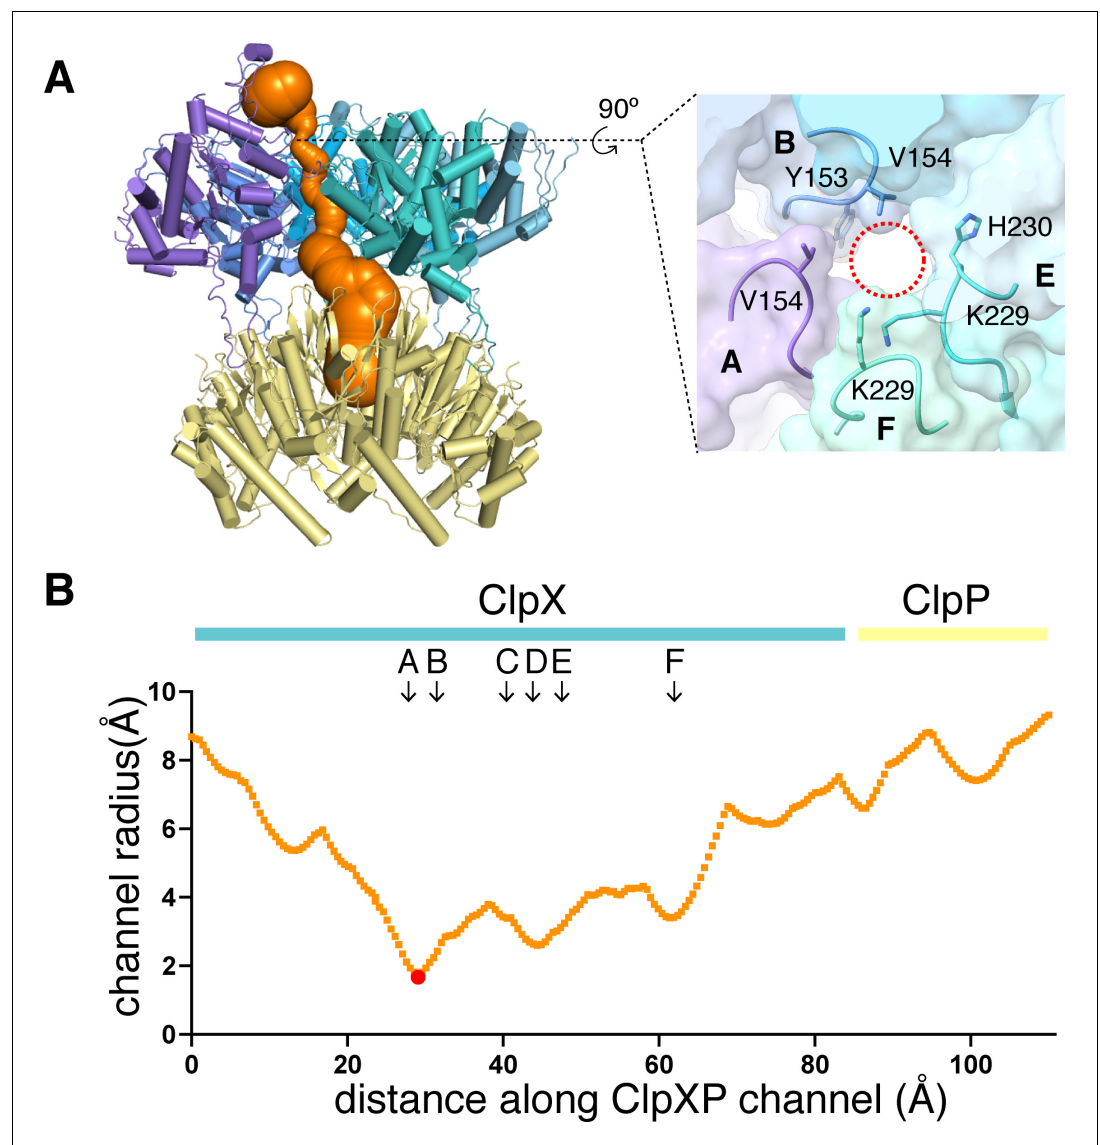 A
90º
B
V154
Y153
H230
E
V154
K229
A
K229
F
B
ClpX
ClpP
A B C D E F
10
8
6
4
2
0
channel radius(Å)
0 20 40 60 80 100
distance along ClpXP channel (Å)